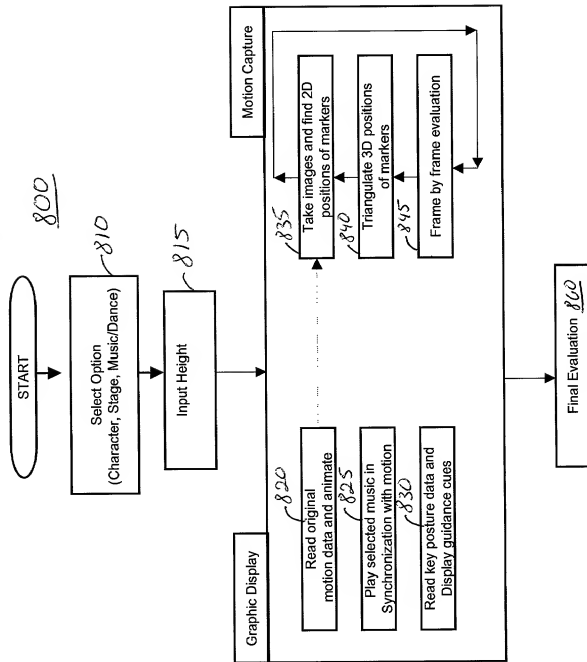 800
START
810
Select Option
(Character, Stage, Music/Dance)
815
Input Height
Graphic Display
820
Read original
motion data and animate
825
Play selected music in
Synchronization with motion
830
Read key posture data and
Display guidance cues
Motion Capture
835
Take images and find 2D
positions of markers
840
Triangulate 3D positions
of markers
845
Frame by frame evaluation
Final Evaluation 860